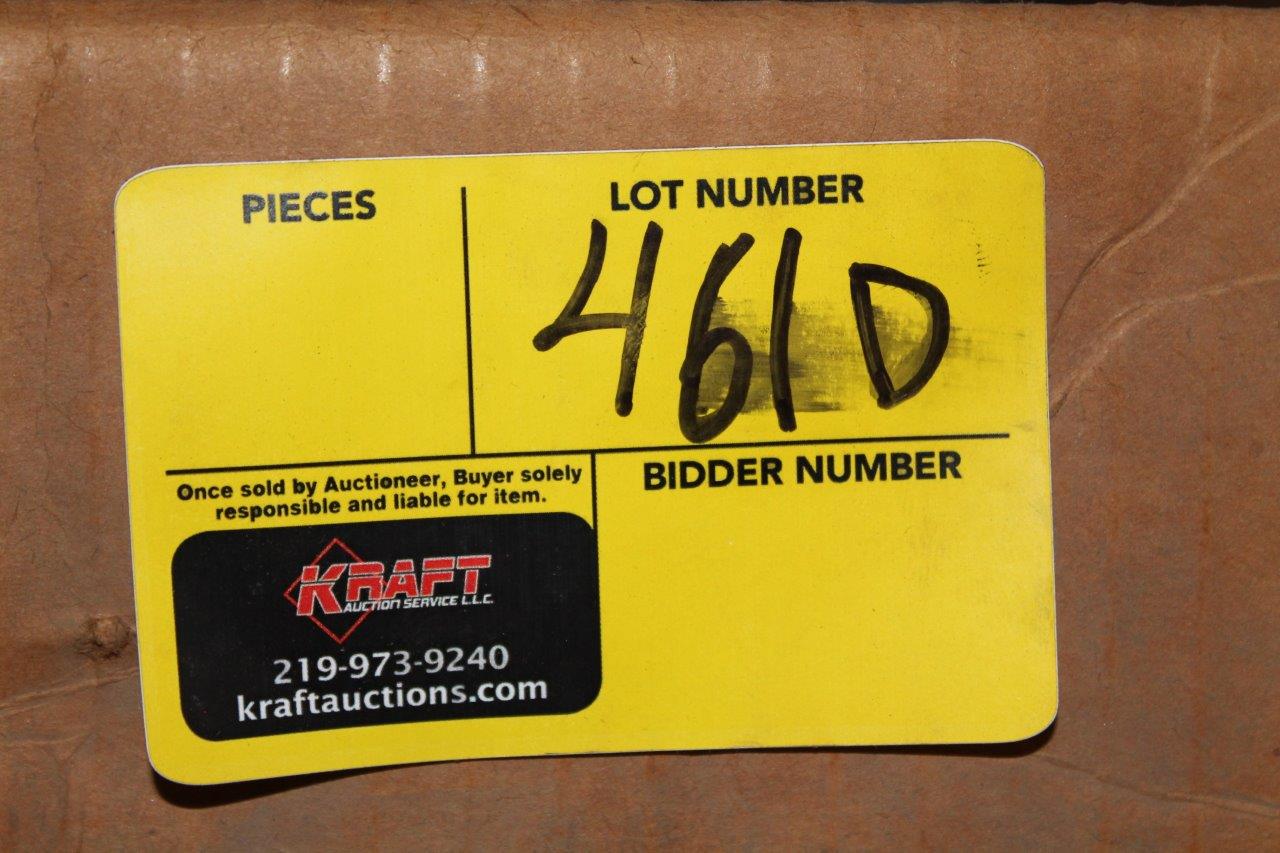 PIECES
LOT NUMBER
461D
Once sold by Auctioneer, Buyer solely
responsible and liable for item.
BIDDER NUMBER
KRAFT
AUCTION SERVICE L.L.C.
219-973-9240
kraftauctions.com